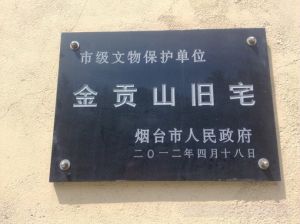 市级文物保护单位
金贡山旧宅
烟台市人民政府
二〇一二年四月十八日